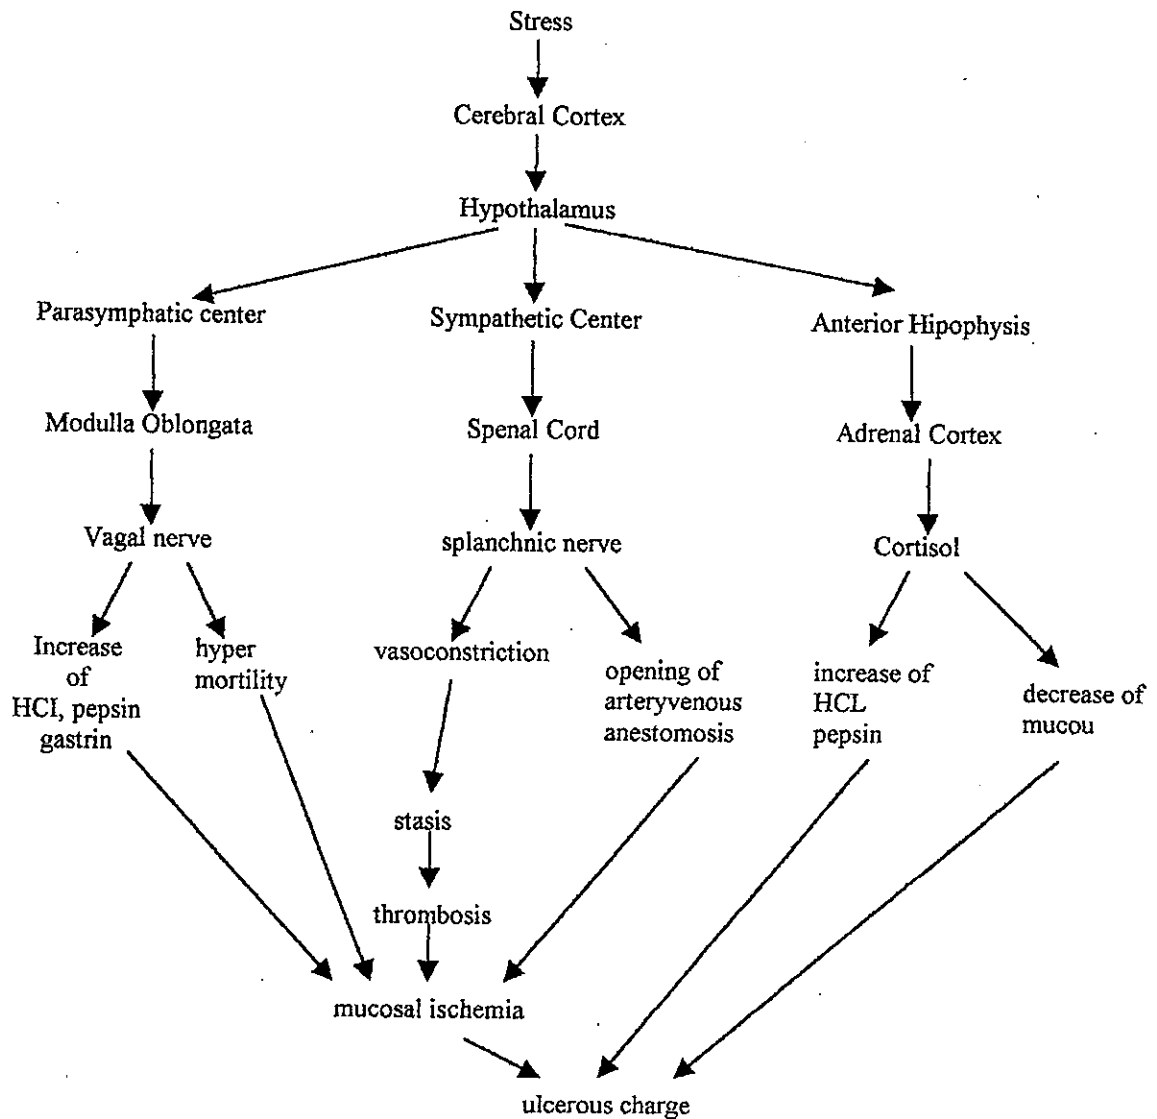 Stress
Cerebral Cortex
Hypothalamus
Parasymphatic center
Sympathetic Center
Anterior Hipophysis
Modulla Oblongata
Spenal Cord
Adrenal Cortex
Vagal nerve
splanchnic nerve
Cortisol
Increase
of
HCI, pepsin
gastrin
hyper
mortility
vasoconstriction
opening of
arteryvenous
anestomosis
increase of
HCL
pepsin
decrease of
mucou
stasis
thrombosis
mucosal ischemia
ulcerous charge